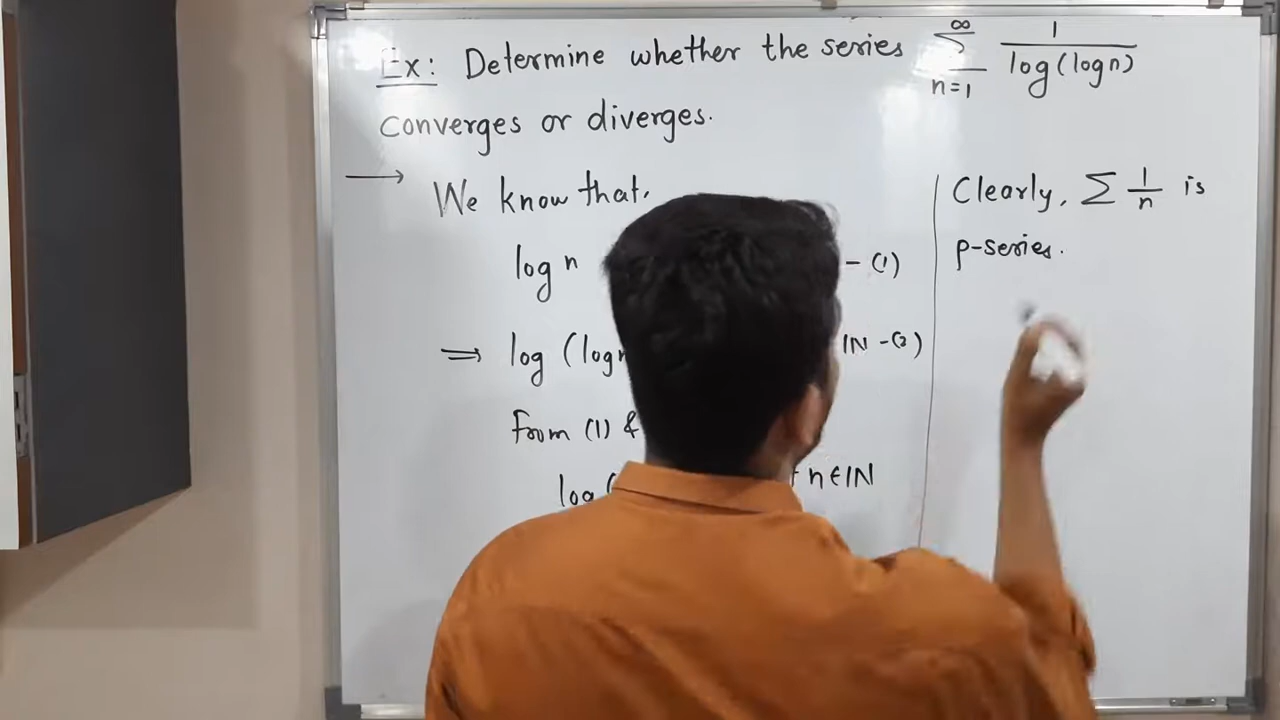 Ex: Determine whether the series ∞ Σ n=1 1/log(logn)
converges or diverges.
⟶ We know that,
log n - (1)
⇒ log (log IN -(2)
From (1) &
log ( n∈IN
Clearly, Σ 1/n is
p-series.